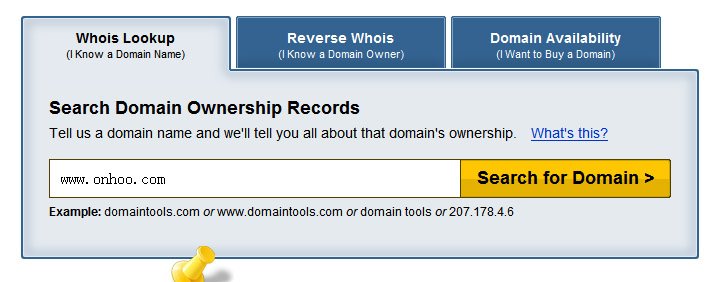 Whois Lookup
(I Know a Domain Name)
Reverse Whois
(I Know a Domain Owner)
Domain Availability
(I Want to Buy a Domain)
Search Domain Ownership Records
Tell us a domain name and we'll tell you all about that domain's ownership. What's this?
www.onhoo.com
Search for Domain >
Example: domaintools.com or www.domaintools.com or domain tools or 207.178.4.6